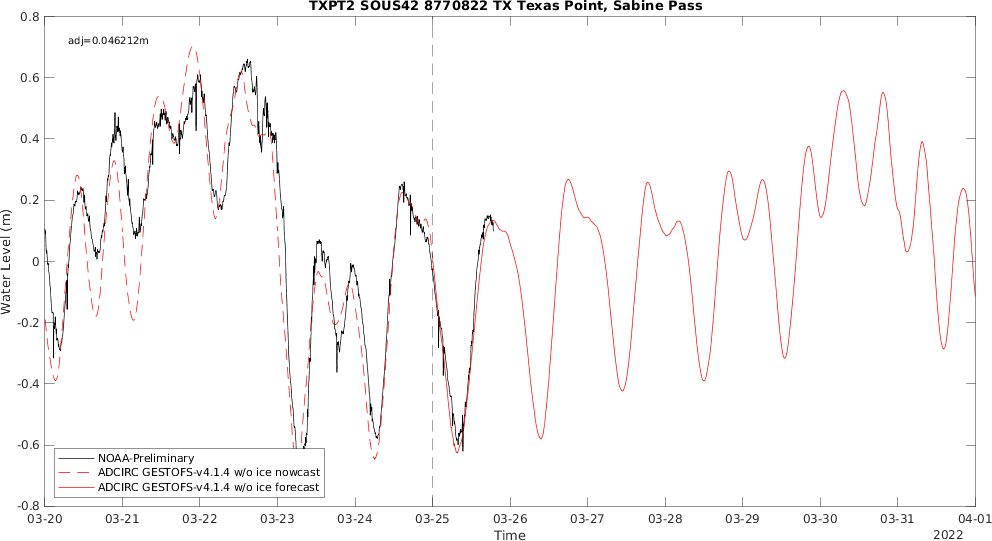 TXPT2 SOUS42 8770822 TX Texas Point, Sabine Pass
adj=0.046212m
0.8
0.6
0.4
0.2
0
-0.2
-0.4
-0.6
-0.8
Water Level (m)
NOAA-Preliminary
ADCIRC GESTOFS-v4.1.4 w/o ice nowcast
ADCIRC GESTOFS-v4.1.4 w/o ice forecast
03-20 03-21 03-22 03-23 03-24 03-25 03-26 03-27 03-28 03-29 03-30 03-31 04-01
Time
2022